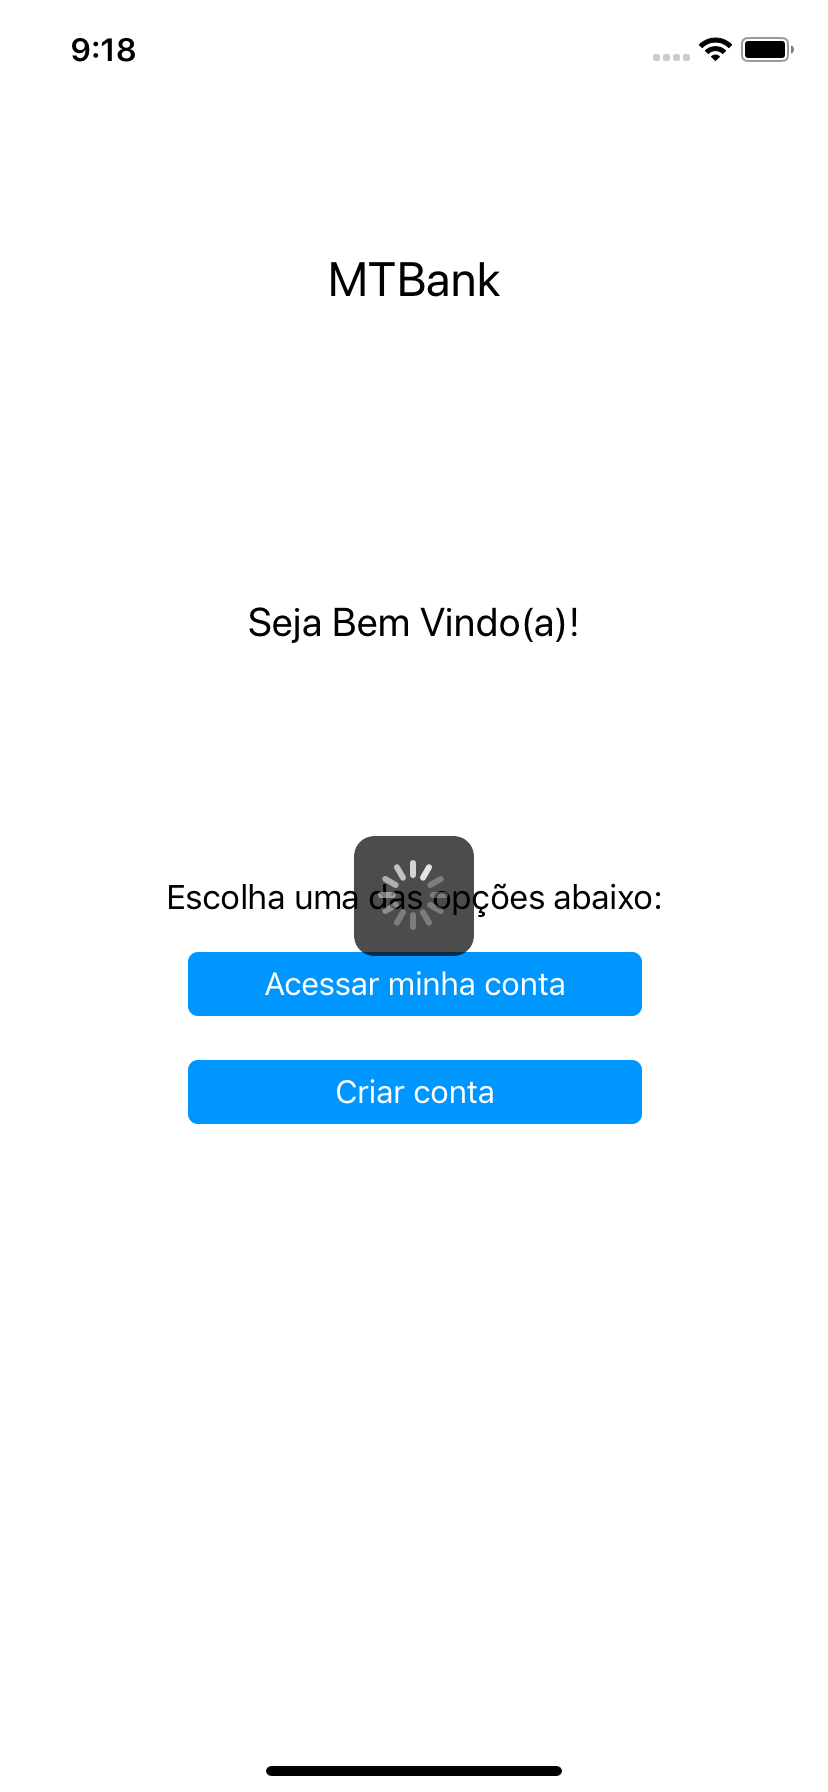 9:18
MTBank
Seja Bem Vindo(a)!
Escolha uma das opções abaixo:
Acessar minha conta
Criar conta